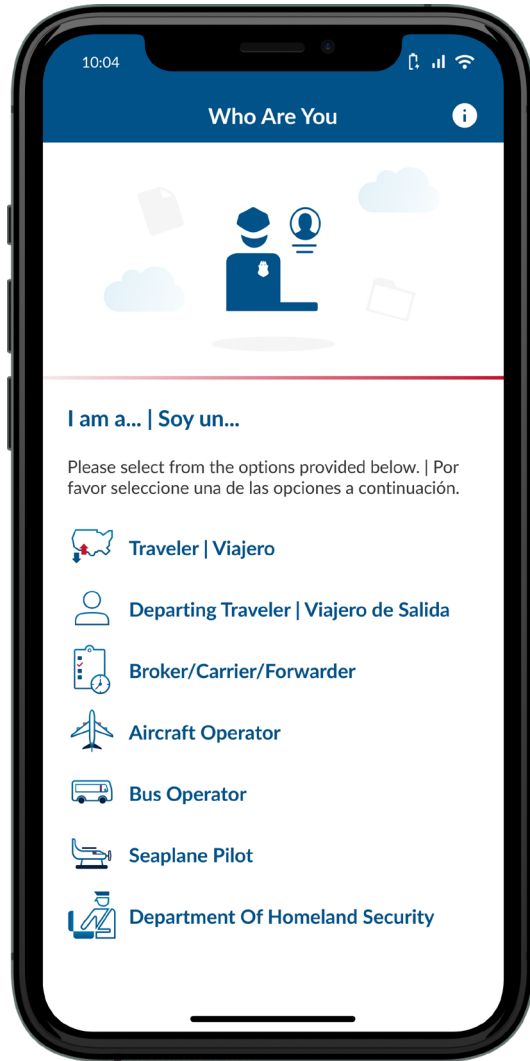 10:04
Who Are You
I am a... | Soy un...
Please select from the options provided below. | Por
favor seleccione una de las opciones a continuación.
Traveler | Viajero
Departing Traveler | Viajero de Salida
Broker/Carrier/Forwarder
Aircraft Operator
Bus Operator
Seaplane Pilot
Department Of Homeland Security